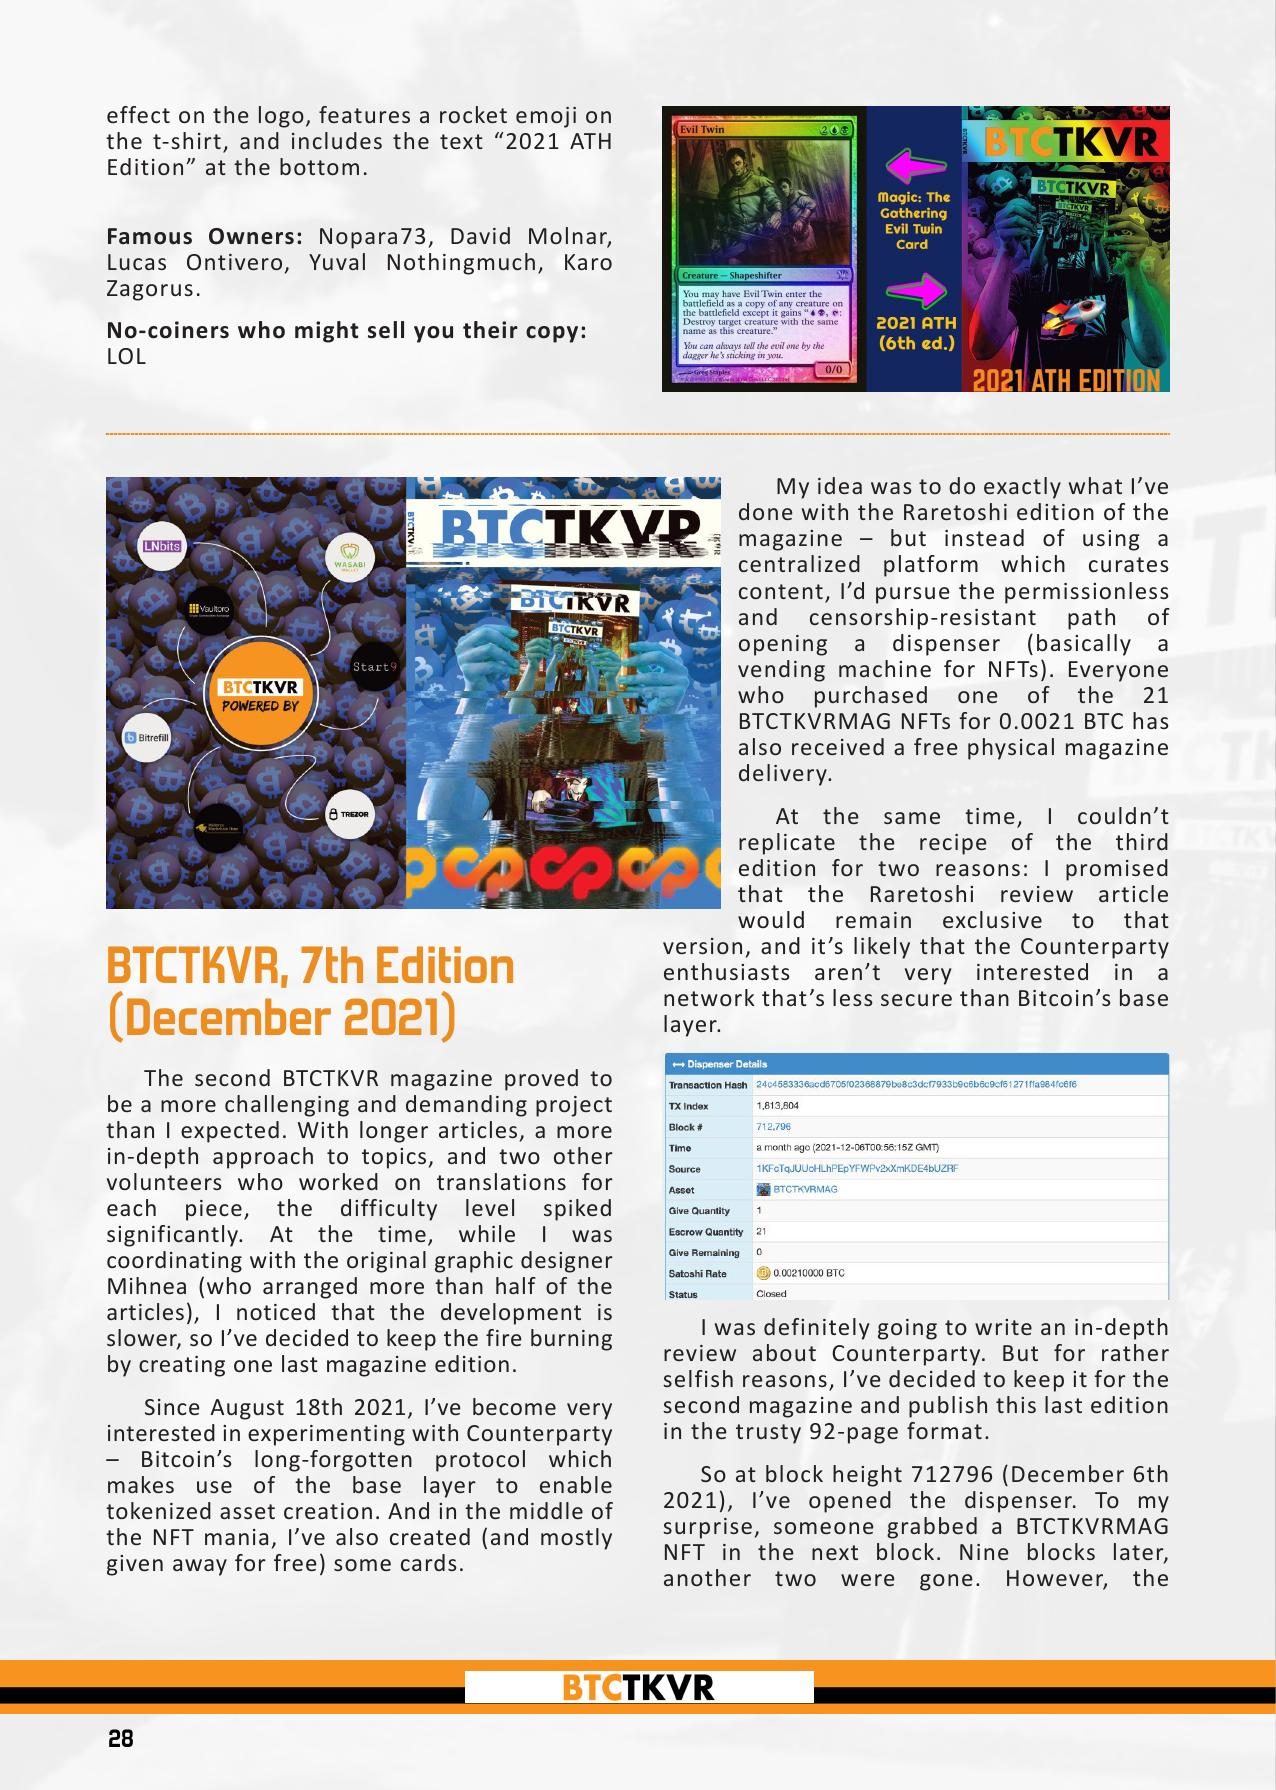 effect on the logo, features a rocket emoji on
the t-shirt, and includes the text “2021 ATH
Edition” at the bottom.
Famous Owners: Nopara73, David Molnar,
Lucas Ontivero, Yuval Nothingmuch, Karo
Zagorus.
No-coiners who might sell you their copy:
LOL
Evil Twin
2
Creature — Shapeshifter
You may have Evil Twin enter the
battlefield as a copy of any creature on
the battlefield except it gains “
Destroy target creature with the same
name as this creature.”
You can always tell the evil one by the
dagger he's sticking in you.
Greg Staples
0/0
Magic: The
Gathering
Evil Twin
Card
2021 ATH
(6th ed.)
BTCTKVR
BTCTKVR
BTCTKVR
2021 ATH EDITION
LNbits
WASABI
WALLET
Vaultoro
Start9
BTCTKVR
POWERED BY
Bitrefill
TREZOR
BTCTKVR
BTCTKVR
BTCTKVR
BTCTKVR, 7th Edition
(December 2021)
The second BTCTKVR magazine proved to
be a more challenging and demanding project
than I expected. With longer articles, a more
in-depth approach to topics, and two other
volunteers who worked on translations for
each piece, the difficulty level spiked
significantly. At the time, while I was
coordinating with the original graphic designer
Mihnea (who arranged more than half of the
articles), I noticed that the development is
slower, so I’ve decided to keep the fire burning
by creating one last magazine edition.
Since August 18th 2021, I’ve become very
interested in experimenting with Counterparty
– Bitcoin’s long-forgotten protocol which
makes use of the base layer to enable
tokenized asset creation. And in the middle of
the NFT mania, I’ve also created (and mostly
given away for free) some cards.
My idea was to do exactly what I’ve
done with the Raretoshi edition of the
magazine – but instead of using a
centralized platform which curates
content, I’d pursue the permissionless
and censorship-resistant path of
opening a dispenser (basically a
vending machine for NFTs). Everyone
who purchased one of the 21
BTCTKVRMAG NFTs for 0.0021 BTC has
also received a free physical magazine
delivery.
At the same time, I couldn’t
replicate the recipe of the third
edition for two reasons: I promised
that the Raretoshi review article
would remain exclusive to that
version, and it’s likely that the Counterparty
enthusiasts aren’t very interested in a
network that’s less secure than Bitcoin’s base
layer.
Dispenser Details
Transaction Hash
TX Index 1,813,804
Block # 712,796
Time a month ago (2021-12-06T00:56:15Z GMT)
Source
Asset BTCTKVRMAG
Give Quantity 1
Escrow Quantity 21
Give Remaining 0
Satoshi Rate 0.00210000 BTC
Status Closed
I was definitely going to write an in-depth
review about Counterparty. But for rather
selfish reasons, I’ve decided to keep it for the
second magazine and publish this last edition
in the trusty 92-page format.
So at block height 712796 (December 6th
2021), I’ve opened the dispenser. To my
surprise, someone grabbed a BTCTKVRMAG
NFT in the next block. Nine blocks later,
another two were gone. However, the
BTCTKVR
28